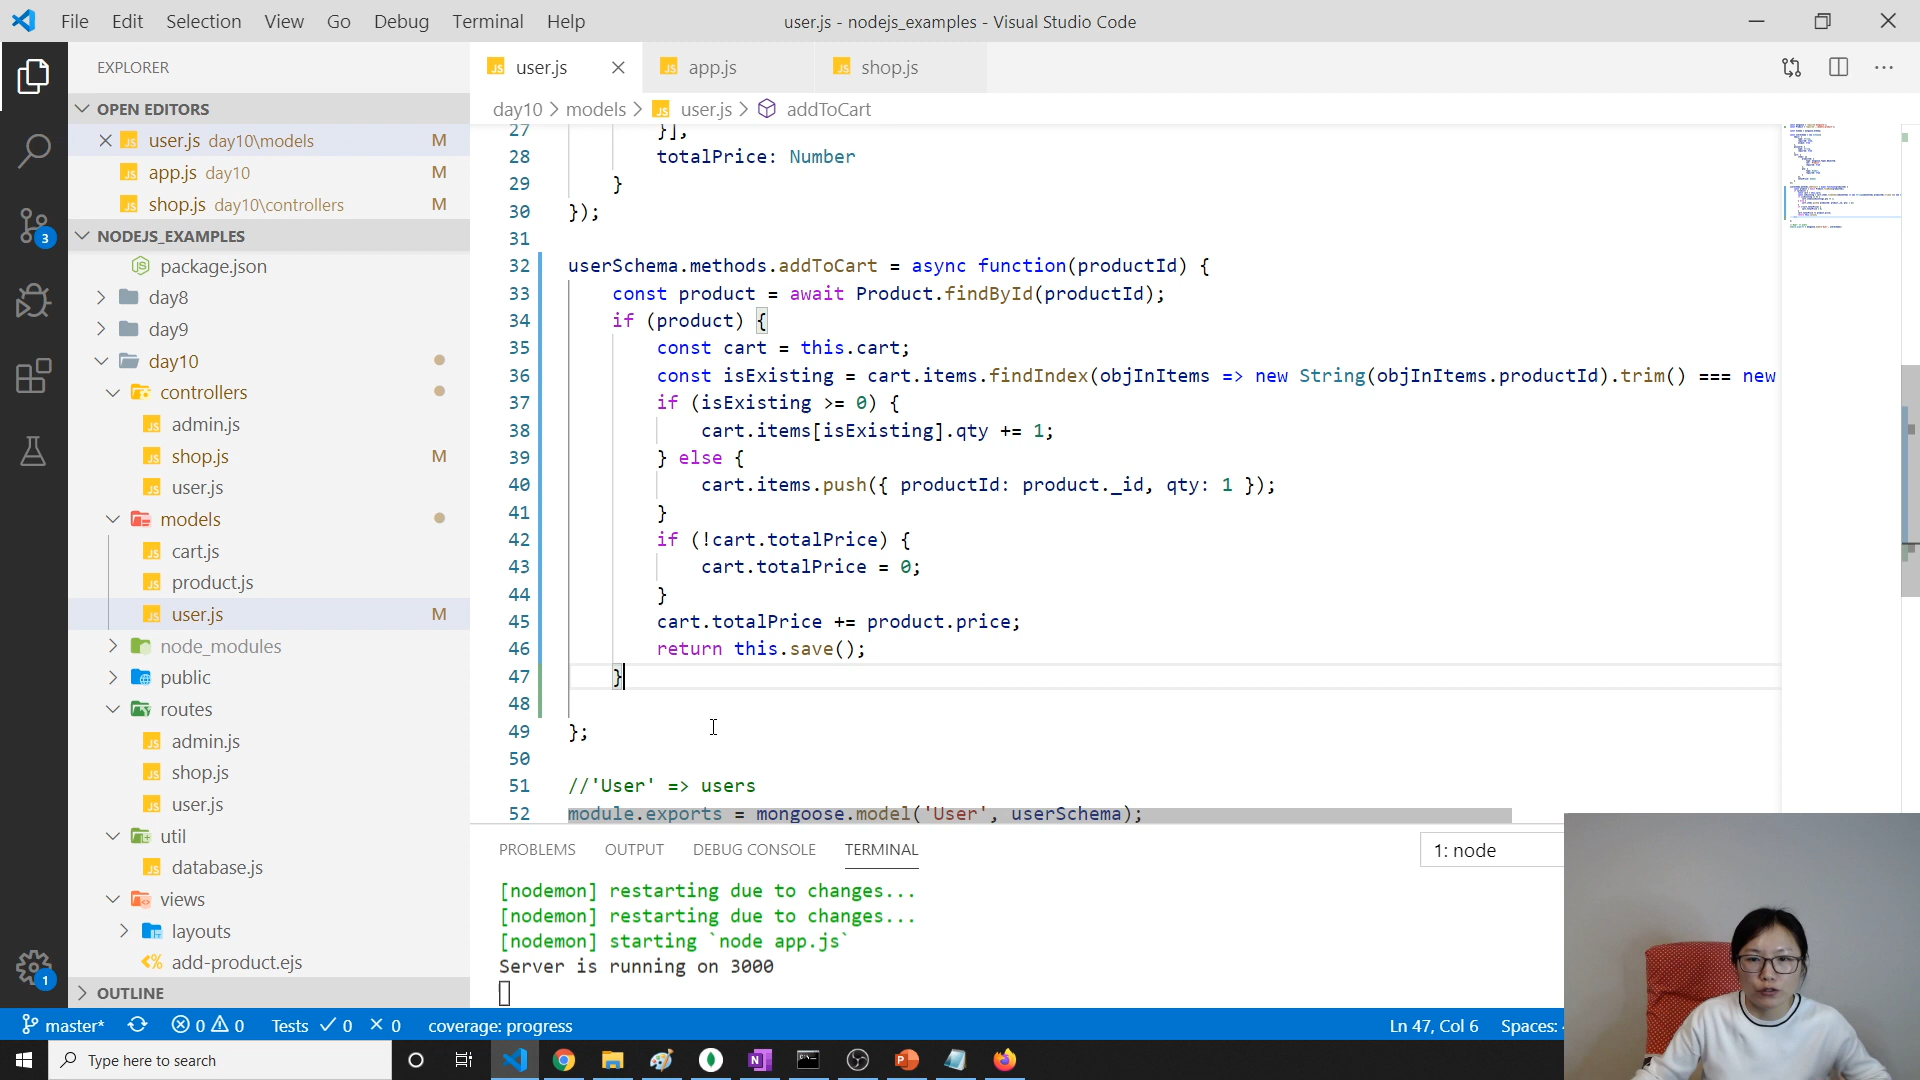 File Edit Selection View Go Debug Terminal Help
user.js - nodejs_examples - Visual Studio Code
EXPLORER
OPEN EDITORS
user.js day10\models M
app.js day10 M
shop.js day10\controllers M
NODEJS_EXAMPLES
package.json
day8
day9
day10
controllers
admin.js
shop.js M
user.js
models
cart.js
product.js
user.js M
node_modules
public
routes
admin.js
shop.js
user.js
util
database.js
views
layouts
add-product.ejs
OUTLINE
3
1
user.js app.js shop.js
day10 > models > user.js > addToCart
27 }],
28 totalPrice: Number
29 }
30 });
31
32 userSchema.methods.addToCart = async function(productId) {
33 const product = await Product.findById(productId);
34 if (product) {
35 const cart = this.cart;
36 const isExisting = cart.items.findIndex(objInItems => new String(objInItems.productId).trim() === new
37 if (isExisting >= 0) {
38 cart.items[isExisting].qty += 1;
39 } else {
40 cart.items.push({ productId: product._id, qty: 1 });
41 }
42 if (!cart.totalPrice) {
43 cart.totalPrice = 0;
44 }
45 cart.totalPrice += product.price;
46 return this.save();
47 }
48
49 };
50
51 //'User' => users
52 module.exports = mongoose.model('User', userSchema);
PROBLEMS OUTPUT DEBUG CONSOLE TERMINAL
1: node
[nodemon] restarting due to changes...
[nodemon] restarting due to changes...
[nodemon] starting `node app.js`
Server is running on 3000
master* 0 0 Tests 0 0 coverage: progress
Ln 47, Col 6 Spaces:
Type here to search